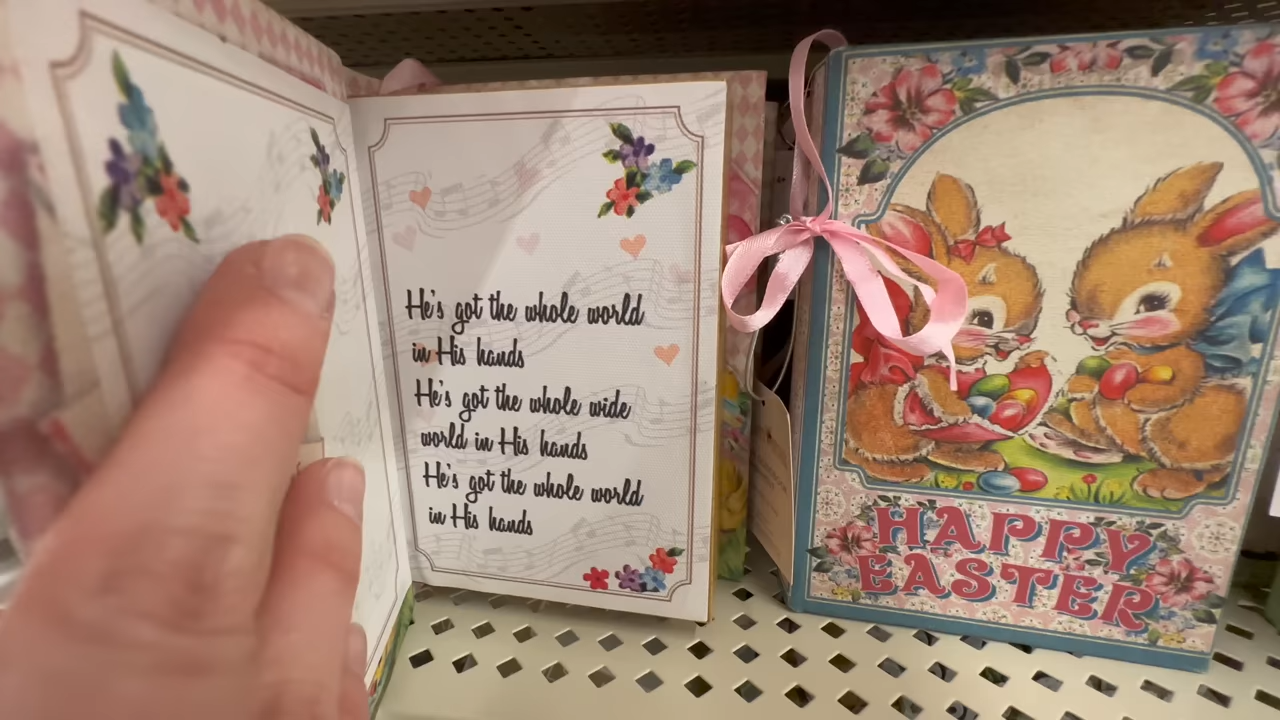 He's got the whole world
in His hands
He's got the whole wide
world in His hands
He's got the whole world
in His hands
HAPPY
EASTER